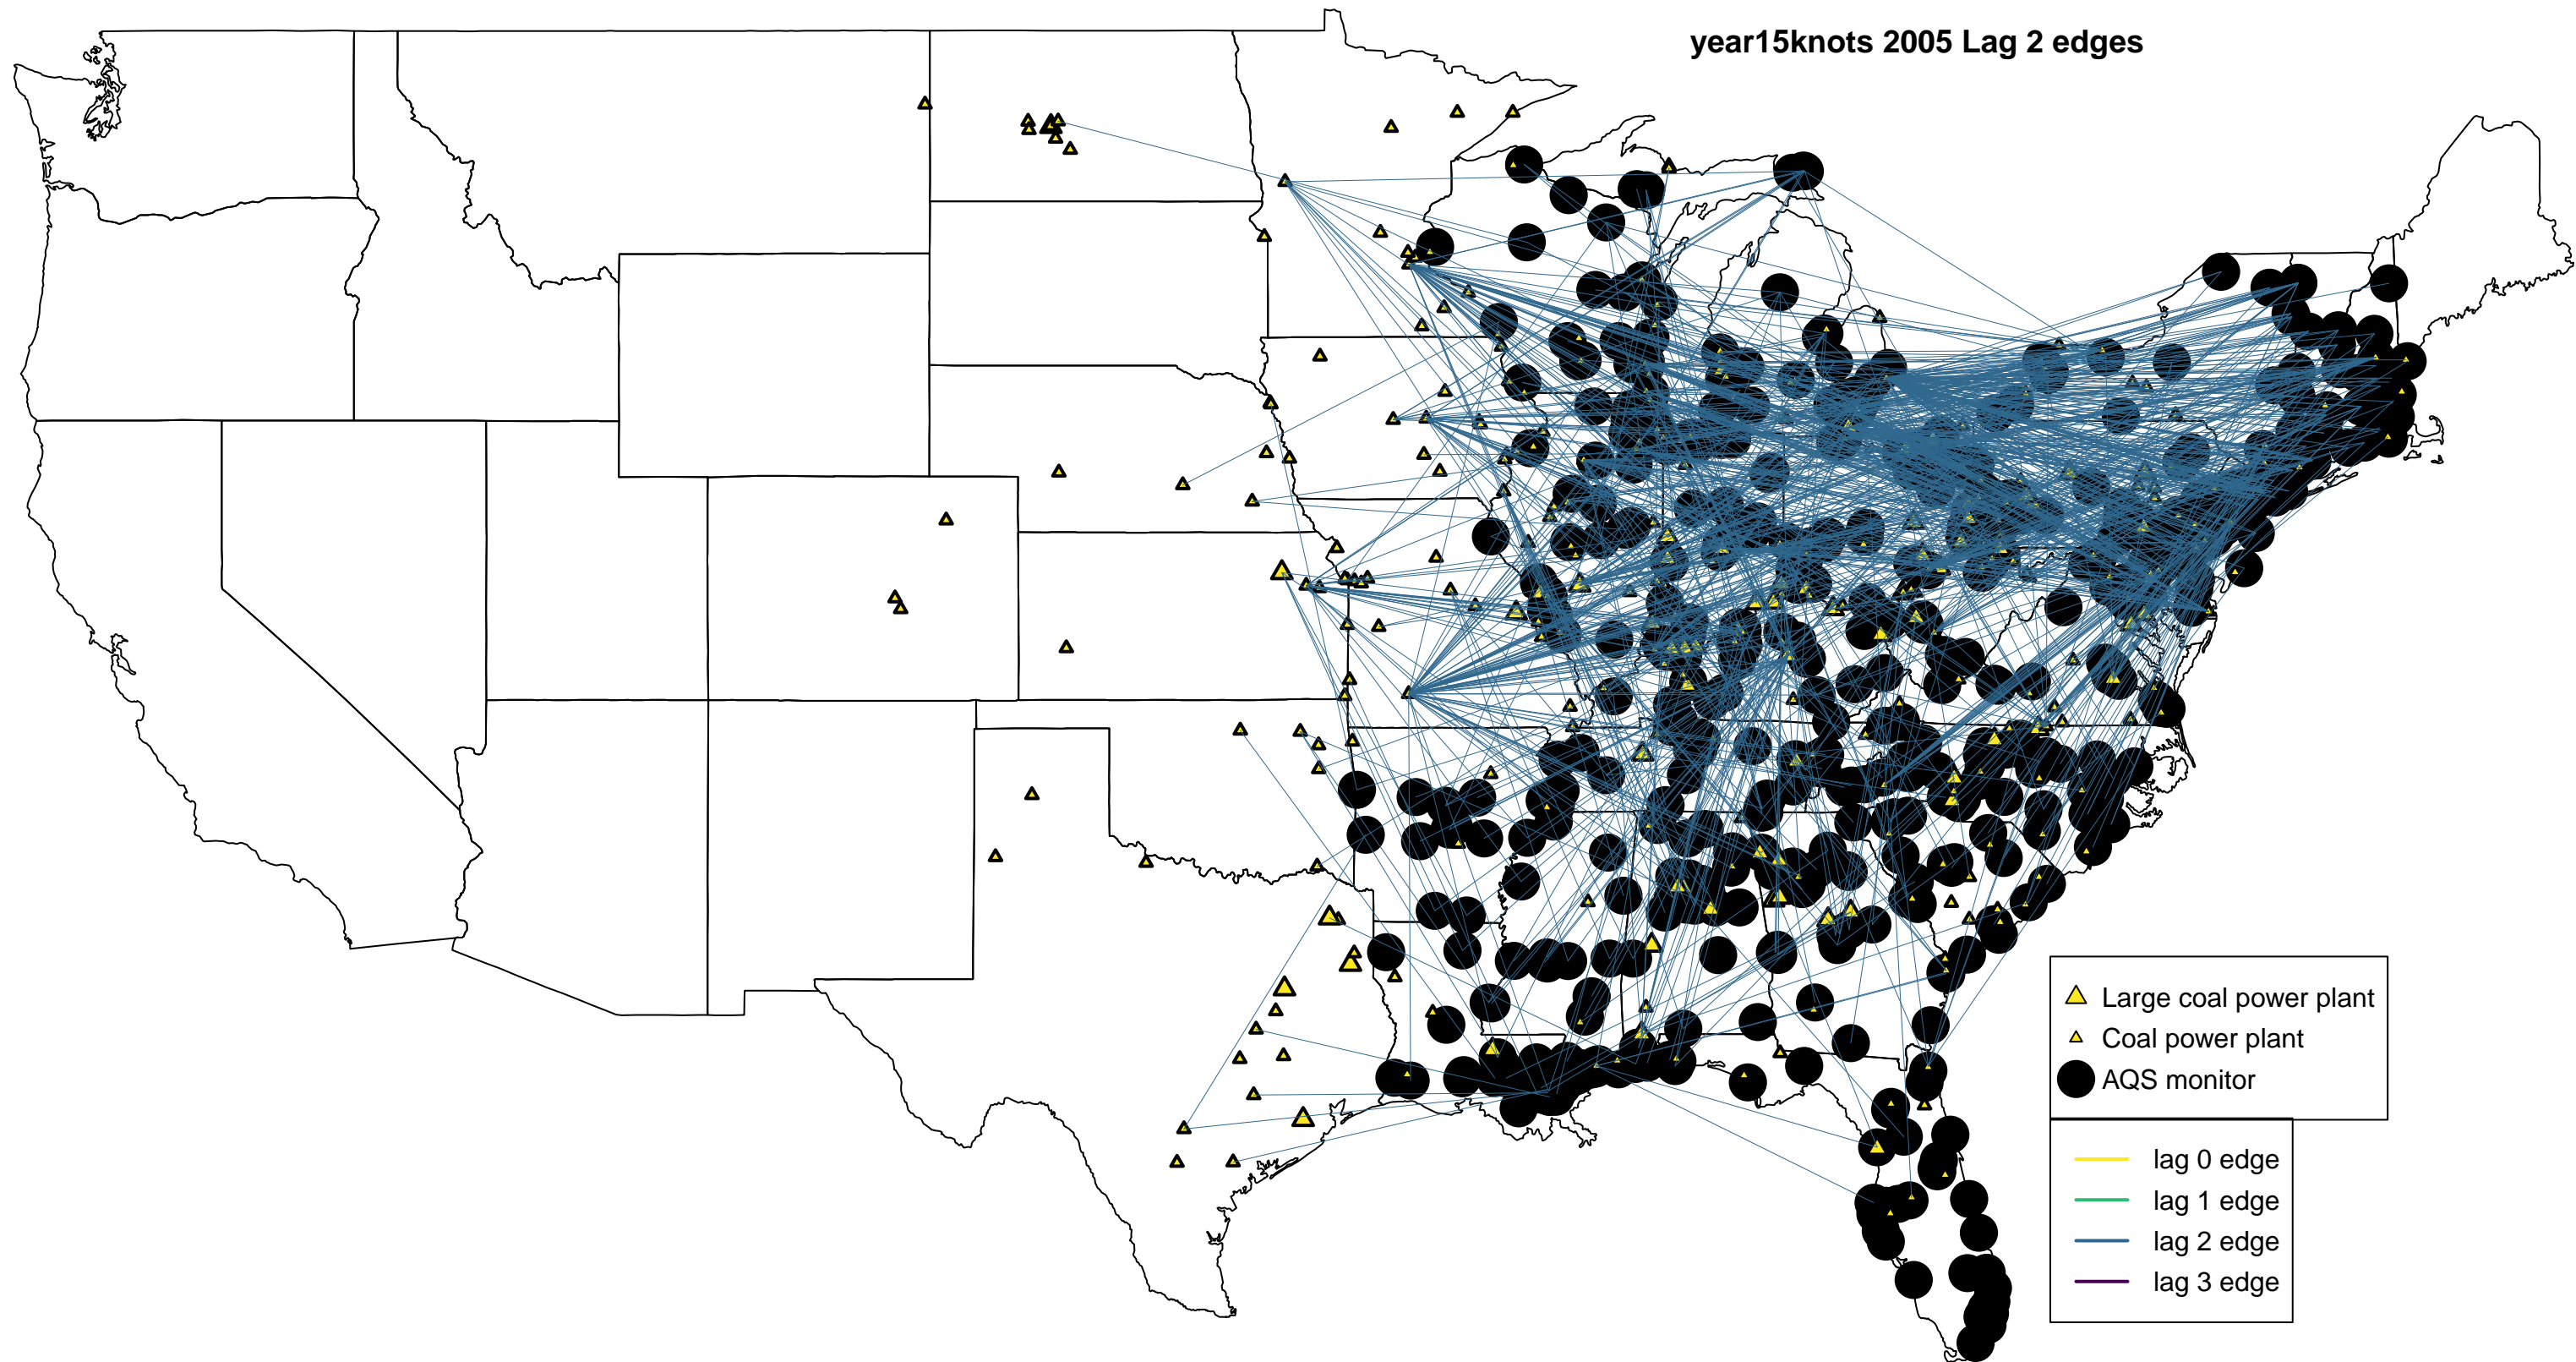 year15knots 2005 Lag 2 edges
Large coal power plant
Coal power plant
AQS monitor
lag 0 edge
lag 1 edge
lag 2 edge
lag 3 edge